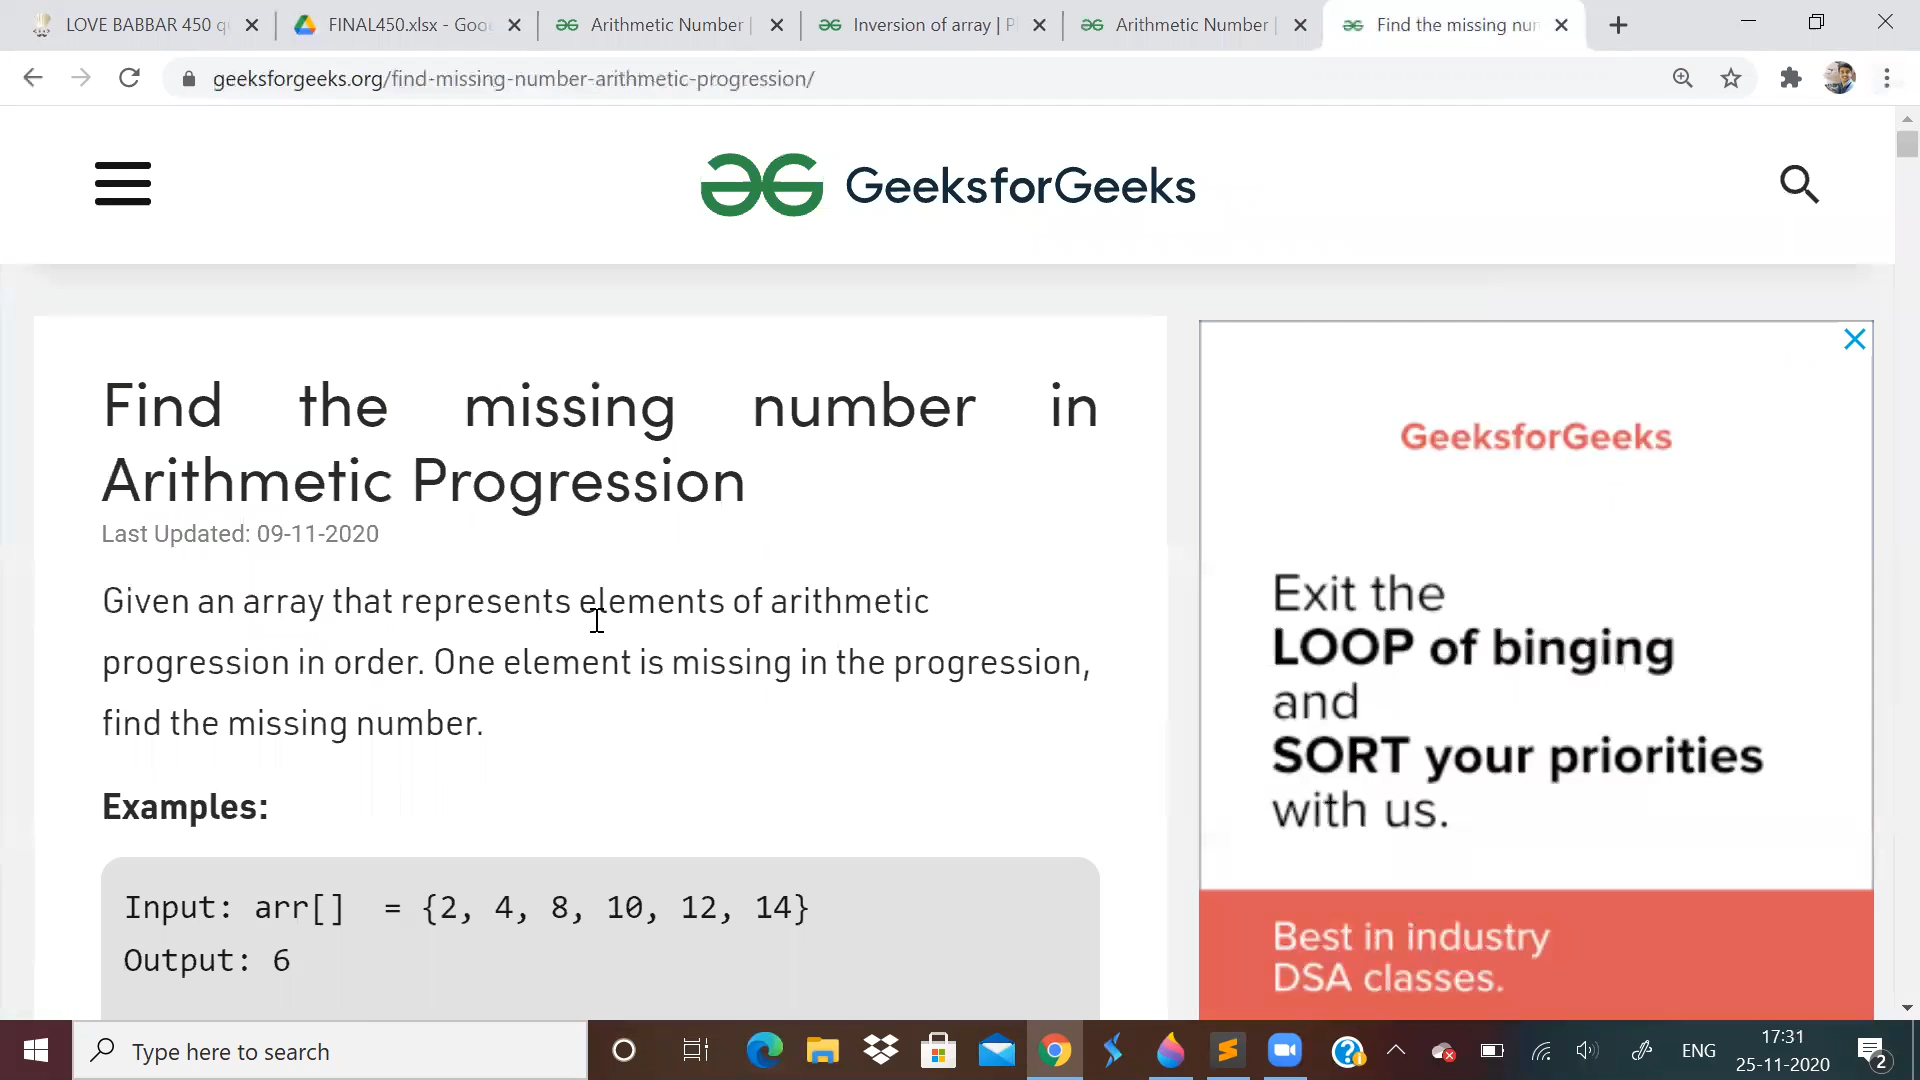 LOVE BABBAR 450 q
FINAL450.xlsx - Goo
Arithmetic Number |
Inversion of array | P
Arithmetic Number |
Find the missing num
geeksforgeeks.org/find-missing-number-arithmetic-progression/
GeeksforGeeks
Find the missing number in
Arithmetic Progression
Last Updated: 09-11-2020
Given an array that represents elements of arithmetic
progression in order. One element is missing in the progression,
find the missing number.
Examples:
Input: arr[] = {2, 4, 8, 10, 12, 14}
Output: 6
GeeksforGeeks
Exit the
LOOP of binging
and
SORT your priorities
with us.
Best in industry
DSA classes.
Type here to search
ENG
17:31
25-11-2020
2